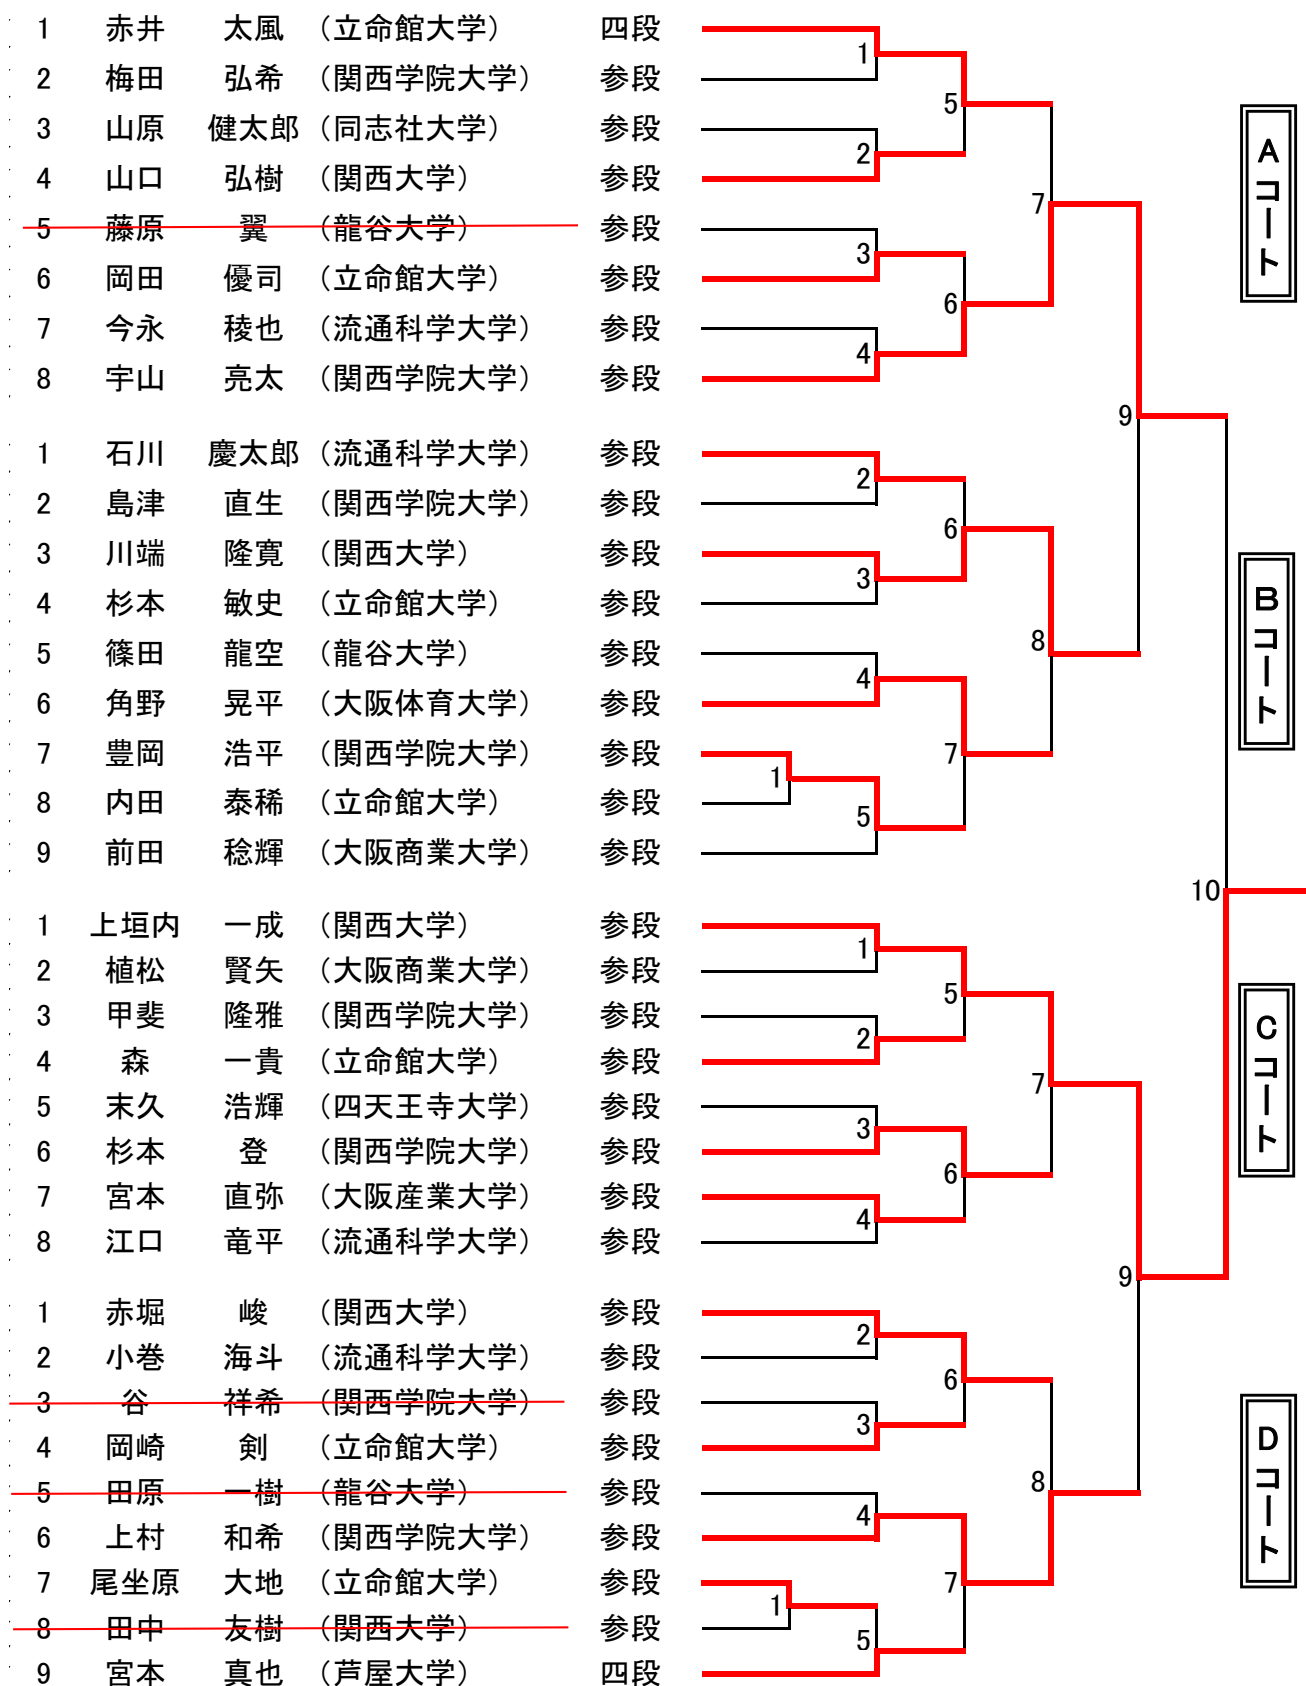 1 赤井 太風 （立命館大学） 四段
2 梅田 弘希 （関西学院大学） 参段
3 山原 健太郎 （同志社大学） 参段
4 山口 弘樹 （関西大学） 参段
5 藤原 翼 （龍谷大学） 参段
6 岡田 優司 （立命館大学） 参段
7 今永 稜也 （流通科学大学） 参段
8 宇山 亮太 （関西学院大学） 参段
1
2
3
4
5
6
7
Aコート
1 石川 慶太郎 （流通科学大学） 参段
2 島津 直生 （関西学院大学） 参段
3 川端 隆寛 （関西大学） 参段
4 杉本 敏史 （立命館大学） 参段
5 篠田 龍空 （龍谷大学） 参段
6 角野 晃平 （大阪体育大学） 参段
7 豊岡 浩平 （関西学院大学） 参段
8 内田 泰稀 （立命館大学） 参段
9 前田 稔輝 （大阪商業大学） 参段
2
3
4
1
5
6
7
8
9
Bコート
10
1 上垣内 一成 （関西大学） 参段
2 植松 賢矢 （大阪商業大学） 参段
3 甲斐 隆雅 （関西学院大学） 参段
4 森 一貴 （立命館大学） 参段
5 末久 浩輝 （四天王寺大学） 参段
6 杉本 登 （関西学院大学） 参段
7 宮本 直弥 （大阪産業大学） 参段
8 江口 竜平 （流通科学大学） 参段
1
2
3
4
5
6
7
Cコート
1 赤堀 峻 （関西大学） 参段
2 小巻 海斗 （流通科学大学） 参段
3 谷 祥希 （関西学院大学） 参段
4 岡崎 剣 （立命館大学） 参段
5 田原 一樹 （龍谷大学） 参段
6 上村 和希 （関西学院大学） 参段
7 尾坐原 大地 （立命館大学） 参段
8 田中 友樹 （関西大学） 参段
9 宮本 真也 （芦屋大学） 四段
2
3
4
1
5
6
7
8
9
Dコート